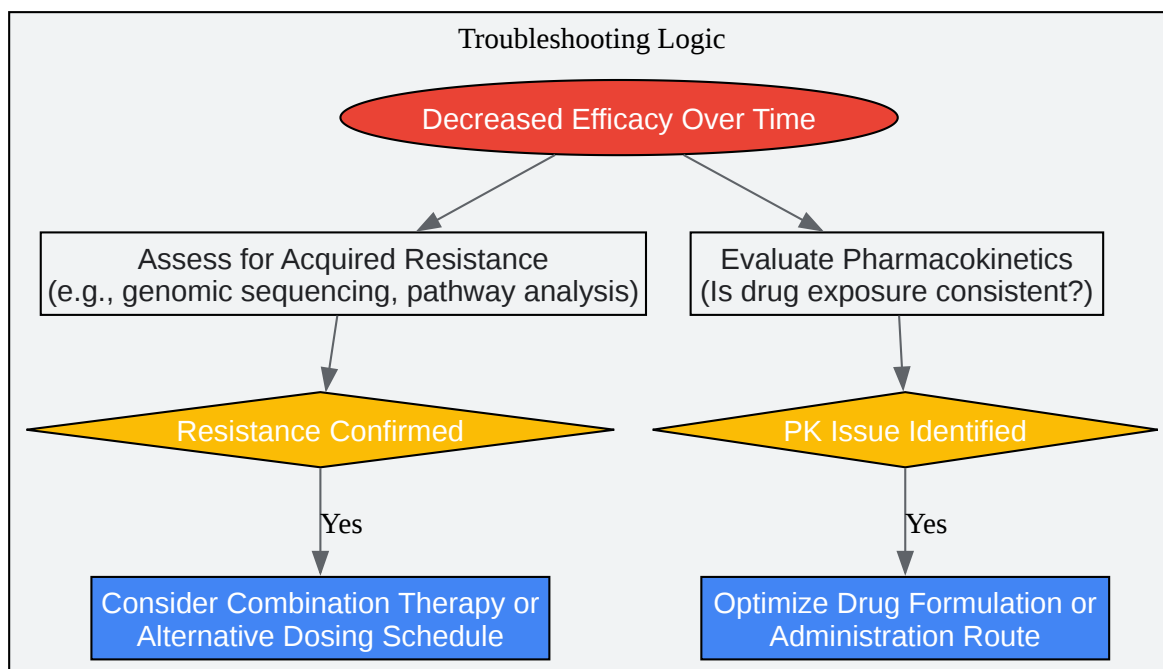 Troubleshooting Logic
Decreased Efficacy Over Time
Assess for Acquired Resistance
(e.g., genomic sequencing, pathway analysis)
Evaluate Pharmacokinetics
(Is drug exposure consistent?)
Resistance Confirmed
PK Issue Identified
Yes
Yes
Consider Combination Therapy or
Alternative Dosing Schedule
Optimize Drug Formulation or
Administration Route